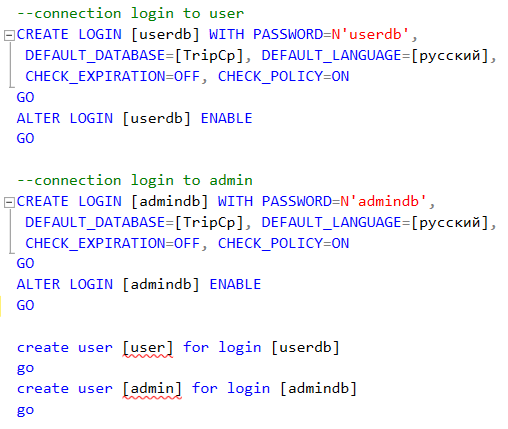 --connection login to user
CREATE LOGIN [userdb] WITH PASSWORD=N'userdb',
DEFAULT_DATABASE=[TripCp], DEFAULT_LANGUAGE=[русский],
CHECK_EXPIRATION=OFF, CHECK_POLICY=ON
GO
ALTER LOGIN [userdb] ENABLE
GO
--connection login to admin
CREATE LOGIN [admindb] WITH PASSWORD=N'admindb',
DEFAULT_DATABASE=[TripCp], DEFAULT_LANGUAGE=[русский],
CHECK_EXPIRATION=OFF, CHECK_POLICY=ON
GO
ALTER LOGIN [admindb] ENABLE
GO
create user [user] for login [userdb]
go
create user [admin] for login [admindb]
go